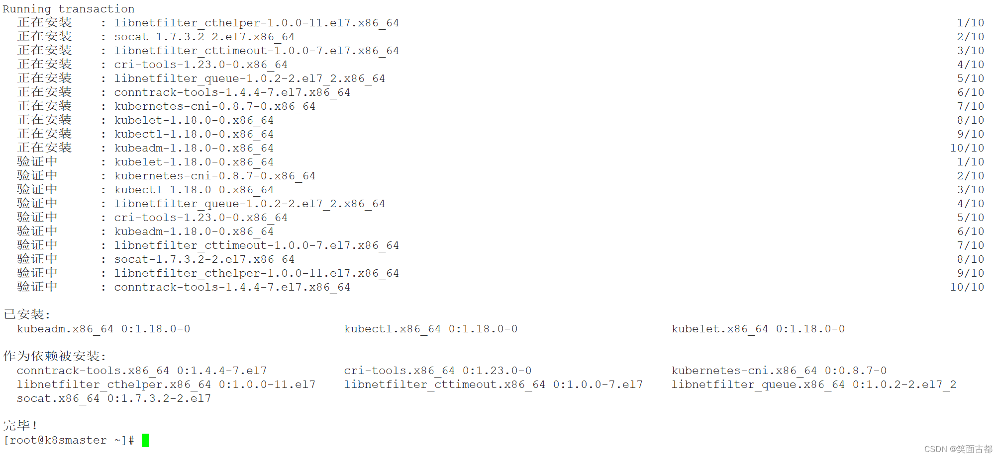 Running transaction
正在安装 : libnetfilter_cthelper-1.0.0-11.el7.x86_64 1/10
正在安装 : socat-1.7.3.2-2.el7.x86_64 2/10
正在安装 : libnetfilter_cttimeout-1.0.0-7.el7.x86_64 3/10
正在安装 : cri-tools-1.23.0-0.x86_64 4/10
正在安装 : libnetfilter_queue-1.0.2-2.el7_2.x86_64 5/10
正在安装 : conntrack-tools-1.4.4-7.el7.x86_64 6/10
正在安装 : kubernetes-cni-0.8.7-0.x86_64 7/10
正在安装 : kubelet-1.18.0-0.x86_64 8/10
正在安装 : kubectl-1.18.0-0.x86_64 9/10
正在安装 : kubeadm-1.18.0-0.x86_64 10/10
验证中 : kubelet-1.18.0-0.x86_64 1/10
验证中 : kubernetes-cni-0.8.7-0.x86_64 2/10
验证中 : kubectl-1.18.0-0.x86_64 3/10
验证中 : libnetfilter_queue-1.0.2-2.el7_2.x86_64 4/10
验证中 : cri-tools-1.23.0-0.x86_64 5/10
验证中 : kubeadm-1.18.0-0.x86_64 6/10
验证中 : libnetfilter_cttimeout-1.0.0-7.el7.x86_64 7/10
验证中 : socat-1.7.3.2-2.el7.x86_64 8/10
验证中 : libnetfilter_cthelper-1.0.0-11.el7.x86_64 9/10
验证中 : conntrack-tools-1.4.4-7.el7.x86_64 10/10
已安装:
kubeadm.x86_64 0:1.18.0-0 kubectl.x86_64 0:1.18.0-0 kubelet.x86_64 0:1.18.0-0
作为依赖被安装:
conntrack-tools.x86_64 0:1.4.4-7.el7 cri-tools.x86_64 0:1.23.0-0 kubernetes-cni.x86_64 0:0.8.7-0
libnetfilter_cthelper.x86_64 0:1.0.0-11.el7 libnetfilter_cttimeout.x86_64 0:1.0.0-7.el7 libnetfilter_queue.x86_64 0:1.0.2-2.el7_2
socat.x86_64 0:1.7.3.2-2.el7
完毕!
[root@k8smaster ~]#
CSDN @笑面古都